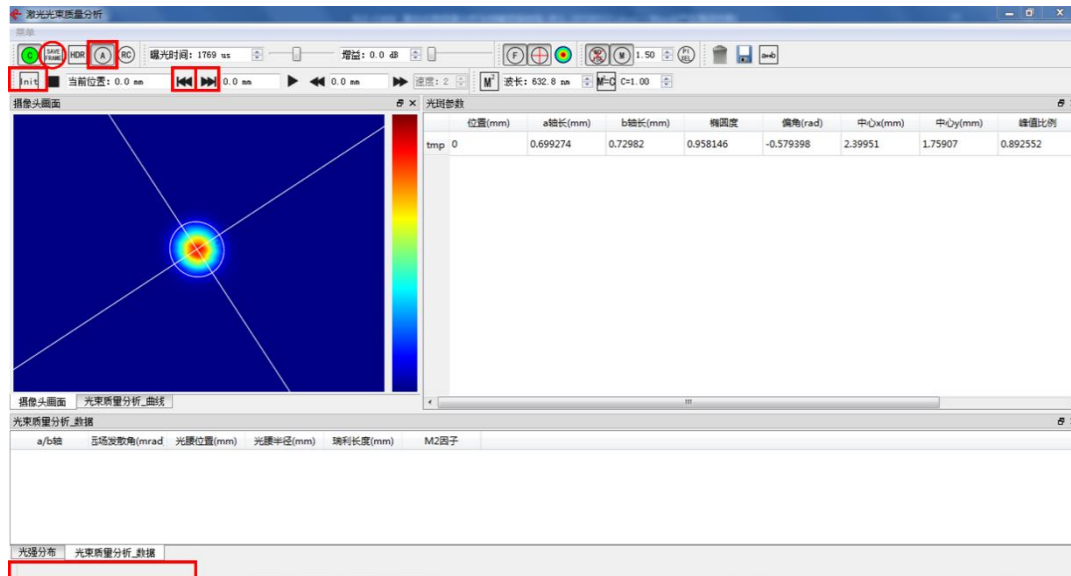 激光光束质量分析
菜单
C SAVE FRAME HDR A RC 曝光时间: 1769 us 增益: 0.0 dB F M 1.50
Init 当前位置: 0.0 mm 0.0 mm 0.0 mm 速度: 2 M² 波长: 632.8 nm M=C C=1.00
摄像头画面 光斑参数
位置(mm) a轴长(mm) b轴长(mm) 椭圆度 偏角(rad) 中心x(mm) 中心y(mm) 峰值比例
tmp 0 0.699274 0.72982 0.958146 -0.579398 2.39951 1.75907 0.892552
摄像头画面 光束质量分析_曲线
光束质量分析_数据
a/b轴 场发散角(mrad 光腰位置(mm) 光腰半径(mm) 瑞利长度(mm) M2因子
光强分布 光束质量分析_数据